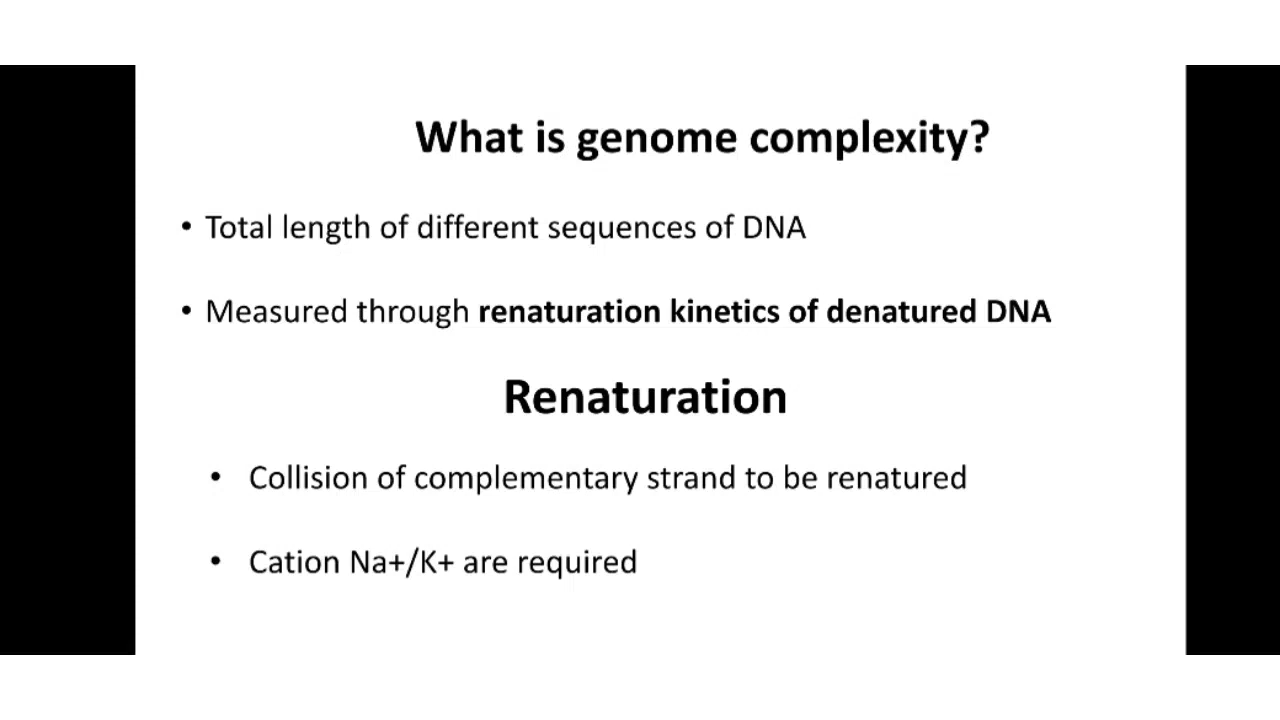 What is genome complexity?
• Total length of different sequences of DNA
• Measured through renaturation kinetics of denatured DNA
Renaturation
• Collision of complementary strand to be renatured
• Cation Na+/K+ are required